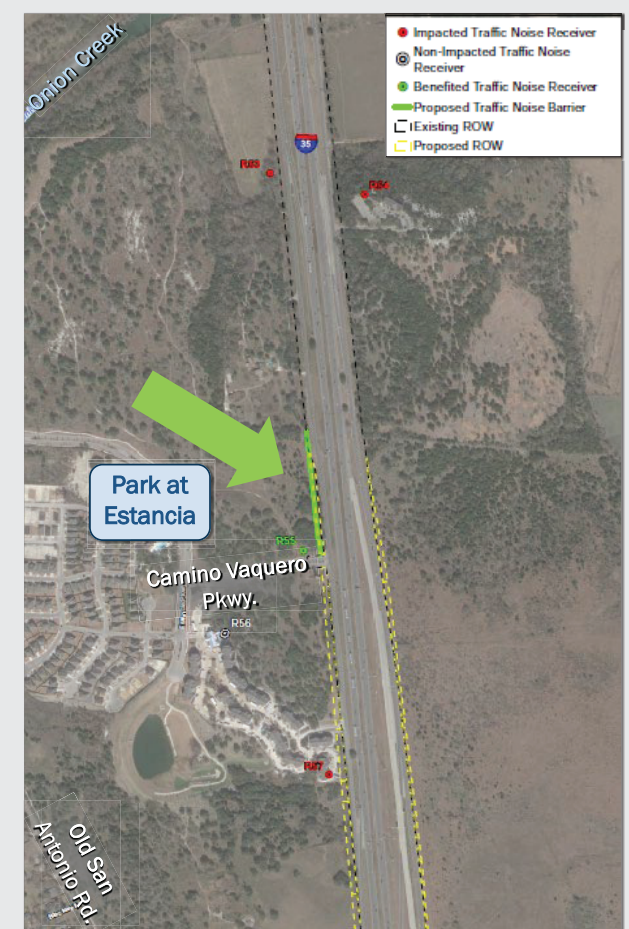 Impacted Traffic Noise Receiver
Non-Impacted Traffic Noise
Receiver
Benefited Traffic Noise Receiver
Proposed Traffic Noise Barrier
Existing ROW
Proposed ROW
Onion Creek
35
R53
R54
Park at
Estancia
R55
Camino Vaquero
Pkwy.
R56
R57
Old San
Antonio Rd.